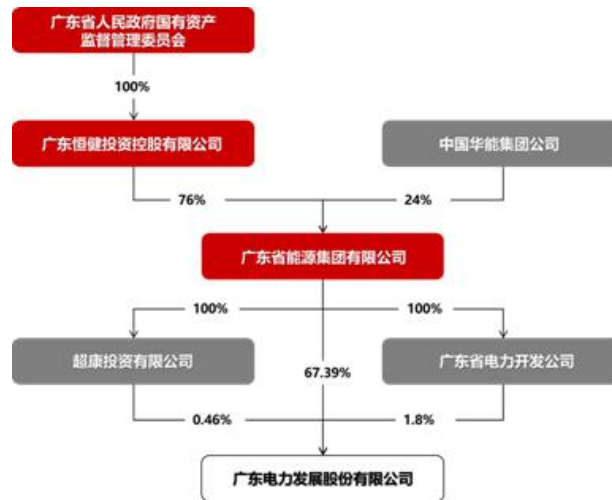 广东省人民政府国有资产
监督管理委员会
100%
广东恒健投资控股有限公司
中国华能集团公司
76%
24%
广东省能源集团有限公司
100%
100%
超康投资有限公司
67.39%
广东省电力开发公司
0.46%
1.8%
广东电力发展股份有限公司